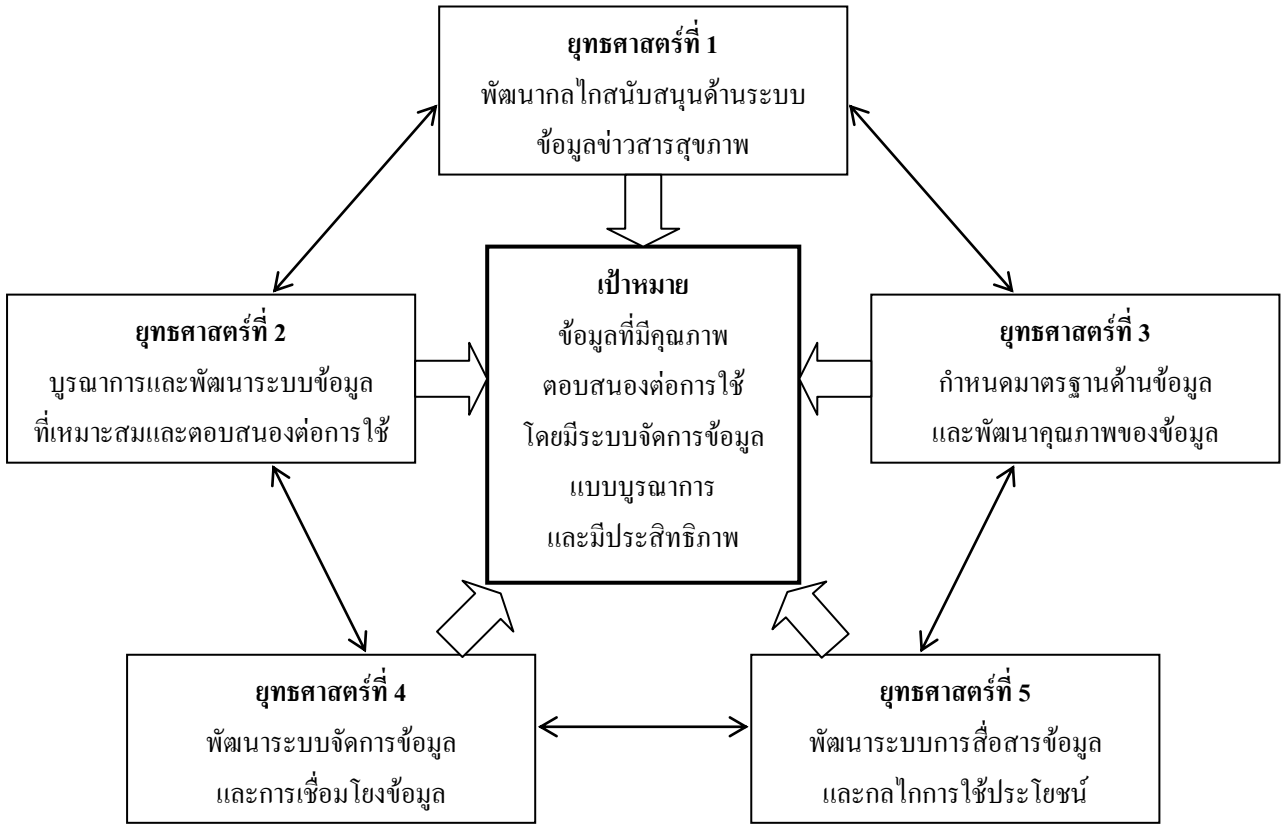 ยุทธศาสตร์ที่ 1
พัฒนากลไกสนับสนุนด้านระบบ
ข้อมูลข่าวสารสุขภาพ
เป้าหมาย
ข้อมูลที่มีคุณภาพ
ตอบสนองต่อการใช้
โดยมีระบบจัดการข้อมูล
แบบบูรณาการ
และมีประสิทธิภาพ
ยุทธศาสตร์ที่ 2
บูรณาการและพัฒนาระบบข้อมูล
ที่เหมาะสมและตอบสนองต่อการใช้
ยุทธศาสตร์ที่ 3
กำหนดมาตรฐานด้านข้อมูล
และพัฒนาคุณภาพของข้อมูล
ยุทธศาสตร์ที่ 4
พัฒนาระบบจัดการข้อมูล
และการเชื่อมโยงข้อมูล
ยุทธศาสตร์ที่ 5
พัฒนาระบบการสื่อสารข้อมูล
และกลไกการใช้ประโยชน์